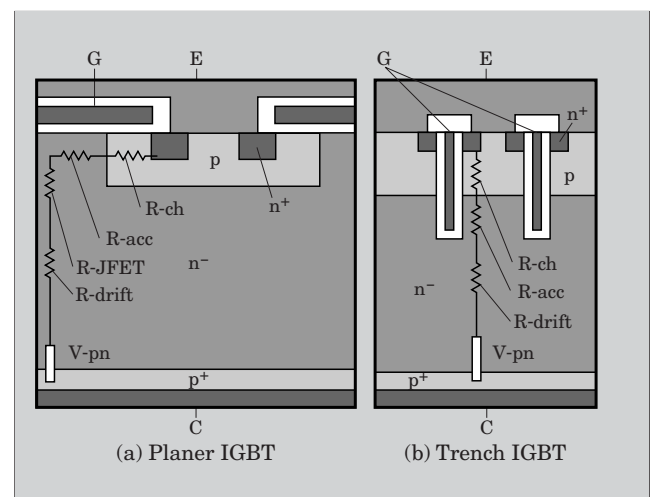 G
E
p
n⁺
R-ch
R-acc
R-JFET
R-drift
n⁻
V-pn
p⁺
C
(a) Planer IGBT
G
E
n⁺
p
R-ch
R-acc
R-drift
n⁻
V-pn
p⁺
C
(b) Trench IGBT